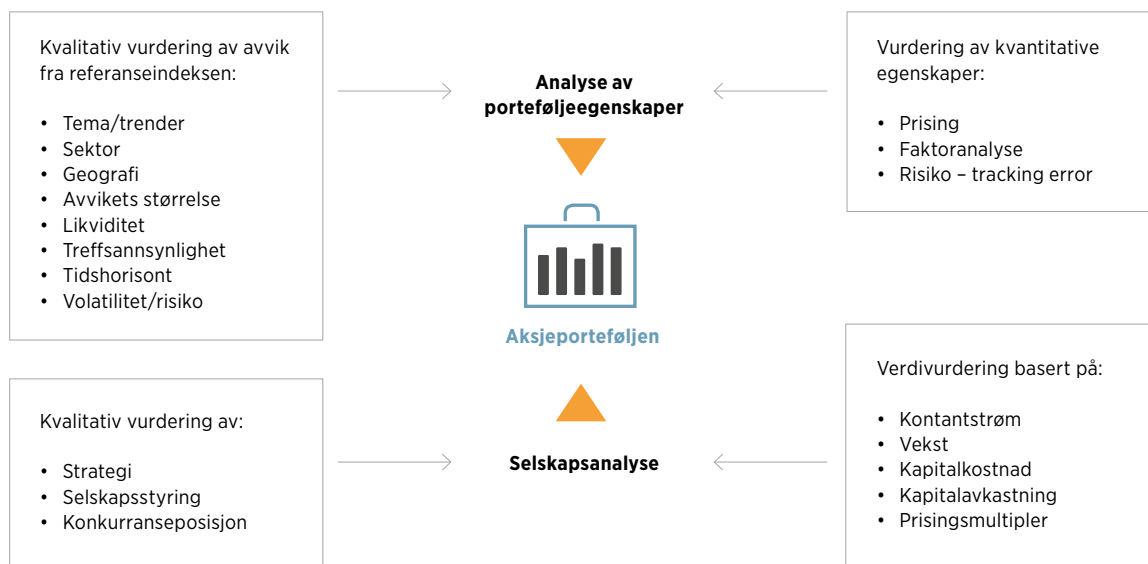 Kvalitativ vurdering av avvik
fra referanseindeksen:
• Tema/trender
• Sektor
• Geografi
• Avvikets størrelse
• Likviditet
• Treffsannsynlighet
• Tidshorisont
• Volatilitet/risiko
Analyse av
porteføljeegenskaper
Vurdering av kvantitative
egenskaper:
• Prising
• Faktoranalyse
• Risiko – tracking error
Aksjeporteføljen
Kvalitativ vurdering av:
• Strategi
• Selskapsstyring
• Konkurranseposisjon
Selskapsanalyse
Verdivurdering basert på:
• Kontantstrøm
• Vekst
• Kapitalkostnad
• Kapitalavkastning
• Prisingsmultipler